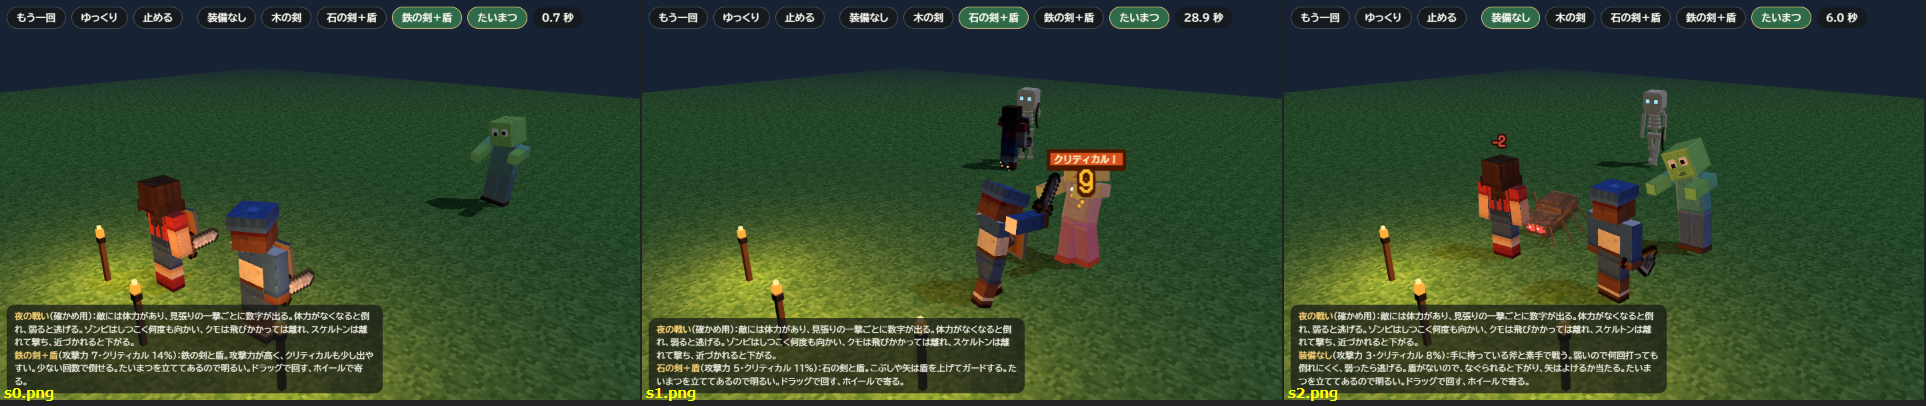 もう一回 ゆっくり 止める 装備なし 木の剣 石の剣＋盾 鉄の剣＋盾 たいまつ 0.7 秒
夜の戦い(確かめ用)：敵には体力があり、見張りの一撃ごとに数字が出る。体力がなくなると倒
れ、弱ると逃げる。ゾンビはしつこく何度も向かい、クモは飛びかかっては離れ、スケルトンは離
れて撃ち、近づかれると下がる。
鉄の剣＋盾(攻撃力 7・クリティカル 14%)：鉄の剣と盾。攻撃力が高く、クリティカルも少し出や
すい。少ない回数で倒せる。たいまつを立ててあるので明るい。ドラッグで回す、ホイールで寄
る。
s0.png
もう一回 ゆっくり 止める 装備なし 木の剣 石の剣＋盾 鉄の剣＋盾 たいまつ 28.9 秒
クリティカル！
9
夜の戦い(確かめ用)：敵には体力があり、見張りの一撃ごとに数字が出る。体力がなくなると倒
れ、弱ると逃げる。ゾンビはしつこく何度も向かい、クモは飛びかかっては離れ、スケルトンは離
れて撃ち、近づかれると下がる。
石の剣＋盾(攻撃力 5・クリティカル 11%)：石の剣と盾。こぶしや矢は盾を上げてガードする。た
いまつを立ててあるので明るい。ドラッグで回す、ホイールで寄る。
s1.png
もう一回 ゆっくり 止める 装備なし 木の剣 石の剣＋盾 鉄の剣＋盾 たいまつ 6.0 秒
-2
夜の戦い(確かめ用)：敵には体力があり、見張りの一撃ごとに数字が出る。体力がなくなると倒
れ、弱ると逃げる。ゾンビはしつこく何度も向かい、クモは飛びかかっては離れ、スケルトンは離
れて撃ち、近づかれると下がる。
装備なし(攻撃力 3・クリティカル 8%)：手に持っている斧と素手で戦う。弱いので何回打っても
倒れにくく、弱ったら逃げる。盾がないので、なぐられると下がり、矢はよけるか当たる。たいま
つを立ててあるので明るい。ドラッグで回す、ホイールで寄る。
s2.png